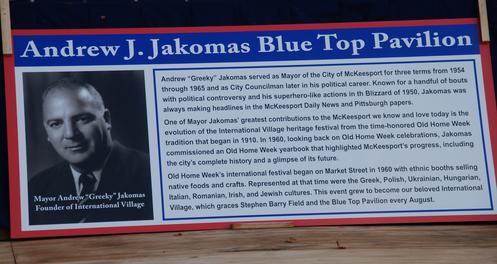 Andrew J. Jakomas Blue Top Pavilion
Andrew "Greeky" Jakomas served as Mayor of the City of McKeesport for three terms from 1954
through 1965 and as City Councilman later in his political career. Known for a handful of bouts
with political controversy and his superhero-like actions in th Blizzard of 1950, Jakomas was
always making headlines in the McKeesport Daily News and Pittsburgh papers.
One of Mayor Jakomas' greatest contributions to the McKeesport we know and love today is the
evolution of the International Village heritage festival from the time-honored Old Home Week
tradition that began in 1910. In 1960, looking back on Old Home Week celebrations, Jakomas
commissioned an Old Home Week yearbook that highlighted McKeesport's progress, including
the city's complete history and a glimpse of its future.
Old Home Week's international festival began on Market Street in 1960 with ethnic booths selling
native foods and crafts. Represented at that time were the Greek, Polish, Ukrainian, Hungarian,
Italian, Romanian, Irish, and Jewish cultures. This event grew to become our beloved International
Village, which graces Stephen Barry Field and the Blue Top Pavilion every August.
Mayor Andrew "Greeky" Jakomas
Founder of International Village